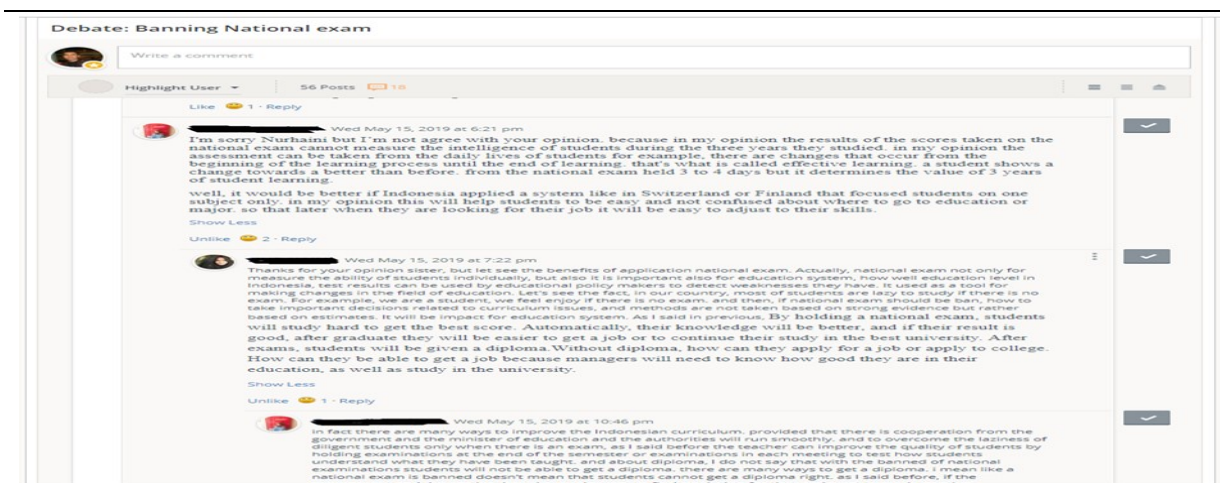 Debate: Banning National exam
Write a comment
Highlight User
56 Posts 18
Like 1 · Reply
Wed May 15, 2019 at 6:21 pm
I'm sorry Nurhaini but I'm not agree with your opinion. because in my opinion the results of the scores taken on the
national exam cannot measure the intelligence of students during the three years they studied. in my opinion the
assessment can be taken from the daily lives of students for example, there are changes that occur from the
beginning of the learning process until the end of learning. that's what is called effective learning. a student shows a
change towards a better than before. from the national exam held 3 to 4 days but it determines the value of 3 years
of student learning.
well, it would be better if Indonesia applied a system like in Switzerland or Finland that focused students on one
subject only. in my opinion this will help students to be easy and not confused about where to go to education or
major. so that later when they are looking for their job it will be easy to adjust to their skills.
Show Less
Unlike 2 · Reply
Wed May 15, 2019 at 7:22 pm
Thanks for your opinion sister, but let see the benefits of application national exam. Actually, national exam not only for
measure the ability of students individually, but also it is important also for education system, how well education level in
Indonesia, test results can be used by educational policy makers to detect weaknesses they have. It used as a tool for
making changes in the field of education. Let's see the fact, in our country, most of students are lazy to study if there is no
exam. For example, we are a student, we feel enjoy if there is no exam. and then, if national exam should be ban, how to
take important decisions related to curriculum issues, and methods are not taken based on strong evidence but rather
based on estimates. It will be impact for education system. As I said in previous, By holding a national exam, students
will study hard to get the best score. Automatically, their knowledge will be better, and if their result is
good, after graduate they will be easier to get a job or to continue their study in the best university. After
exams, students will be given a diploma.Without diploma, how can they apply for a job or apply to college.
How can they be able to get a job because managers will need to know how good they are in their
education, as well as study in the university.
Show Less
Unlike 1 · Reply
Wed May 15, 2019 at 10:46 pm
in fact there are many ways to improve the Indonesian curriculum. provided that there is cooperation from the
government and the minister of education and the authorities will run smoothly. and to overcome the laziness of
diligent students only when there is an exam, as I said before the teacher can improve the quality of students by
holding examinations at the end of the semester or examinations in each meeting to test how students
understand what they have been taught. and about diploma, I do not say that with the banned of national
examinations students will not be able to get a diploma. there are many ways to get a diploma. i mean like a
national exam is banned doesn't mean that students cannot get a diploma right. as I said before, if the